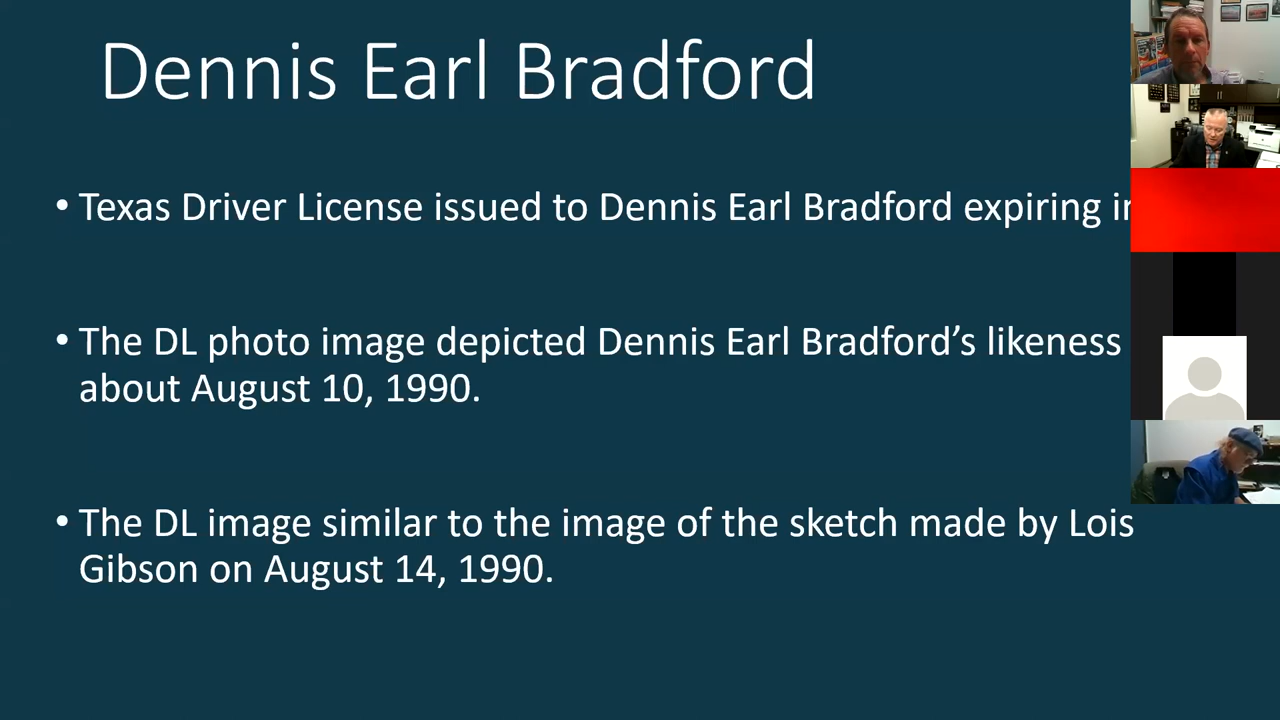 Dennis Earl Bradford
• Texas Driver License issued to Dennis Earl Bradford expiring
• The DL photo image depicted Dennis Earl Bradford’s likeness
about August 10, 1990.
• The DL image similar to the image of the sketch made by Lois
Gibson on August 14, 1990.